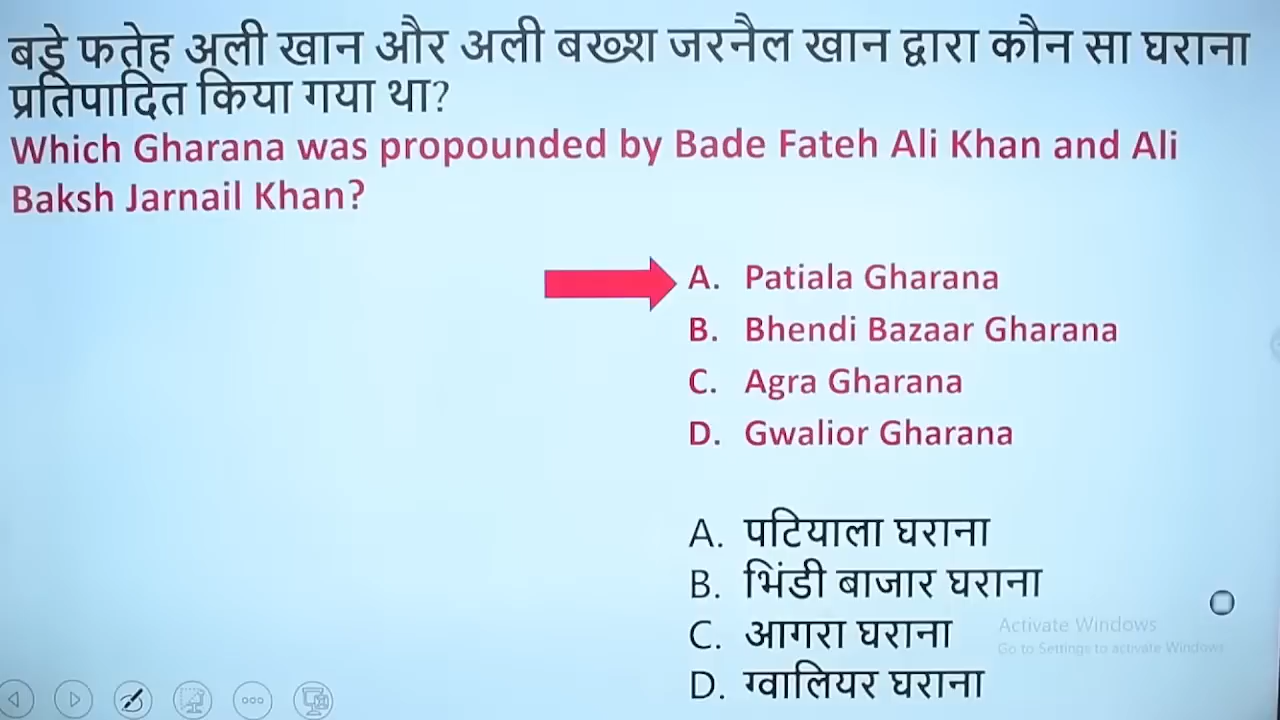 बड़े फतेह अली खान और अली बख्श जरनैल खान द्वारा कौन सा घराना
प्रतिपादित किया गया था?
Which Gharana was propounded by Bade Fateh Ali Khan and Ali
Baksh Jarnail Khan?
A. Patiala Gharana
B. Bhendi Bazaar Gharana
C. Agra Gharana
D. Gwalior Gharana
A. पटियाला घराना
B. भिंडी बाजार घराना
C. आगरा घराना
D. ग्वालियर घराना
Activate Windows
Go to Settings to activate Windows.